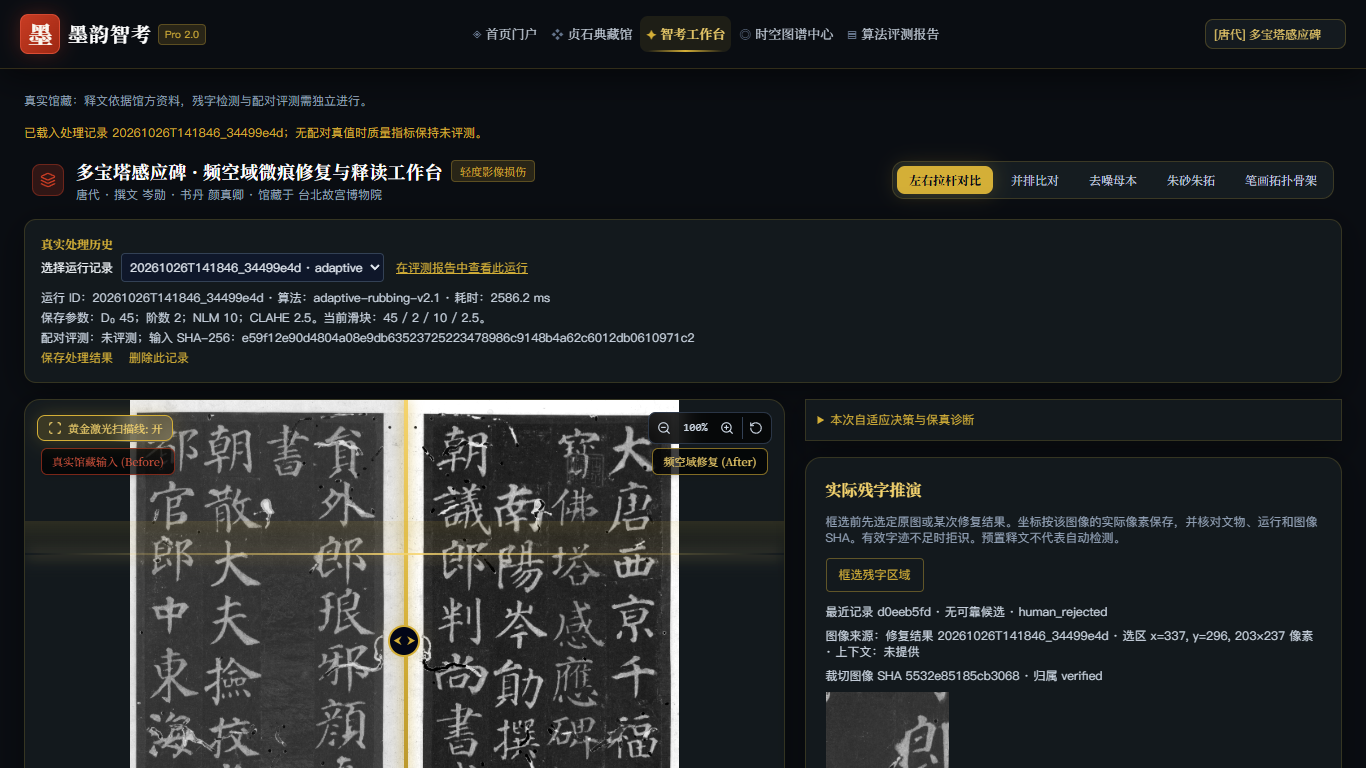 墨 墨韵智考 Pro 2.0
首页门户 贞石典藏馆 智考工作台 时空图谱中心 算法评测报告
[唐代] 多宝塔感应碑
真实馆藏：释文依据馆方资料，残字检测与配对评测需独立进行。
已载入处理记录 20261026T141846_34499e4d；无配对真值时质量指标保持未评测。
多宝塔感应碑 · 频空域微痕修复与释读工作台 轻度影像损伤
唐代 · 撰文 岑勋 · 书丹 颜真卿 · 馆藏于 台北故宫博物院
左右拉杆对比 并排比对 去噪母本 朱砂朱拓 笔画拓扑骨架
真实处理历史
选择运行记录 20261026T141846_34499e4d · adaptive 在评测报告中查看此运行
运行 ID：20261026T141846_34499e4d · 算法：adaptive-rubbing-v2.1 · 耗时：2586.2 ms
保存参数：D₀ 45；阶数 2；NLM 10；CLAHE 2.5。当前滑块：45 / 2 / 10 / 2.5。
配对评测：未评测；输入 SHA-256：e59f12e90d4804a08e9db63523725223478986c9148b4a62c6012db0610971c2
保存处理结果 删除此记录
黄金激光扫描线: 开
真实馆藏输入 (Before)
100%
频空域修复 (After)
大唐西京千福
寶佛塔感應碑
南陽岑勛撰
朝議郎判尚書
貟外郎琅邪顔
書
朝散大夫撿挍
官郎中東海
本次自适应决策与保真诊断
实际残字推演
框选前先选定原图或某次修复结果。坐标按该图像的实际像素保存，并核对文物、运行和图像
SHA。有效字迹不足时拒识。预置释文不代表自动检测。
框选残字区域
最近记录 d0eeb5fd · 无可靠候选 · human_rejected
图像来源：修复结果 20261026T141846_34499e4d · 选区 x=337, y=296, 203×237 像素
· 上下文：未提供
裁切图像 SHA 5532e85185cb3068 · 归属 verified